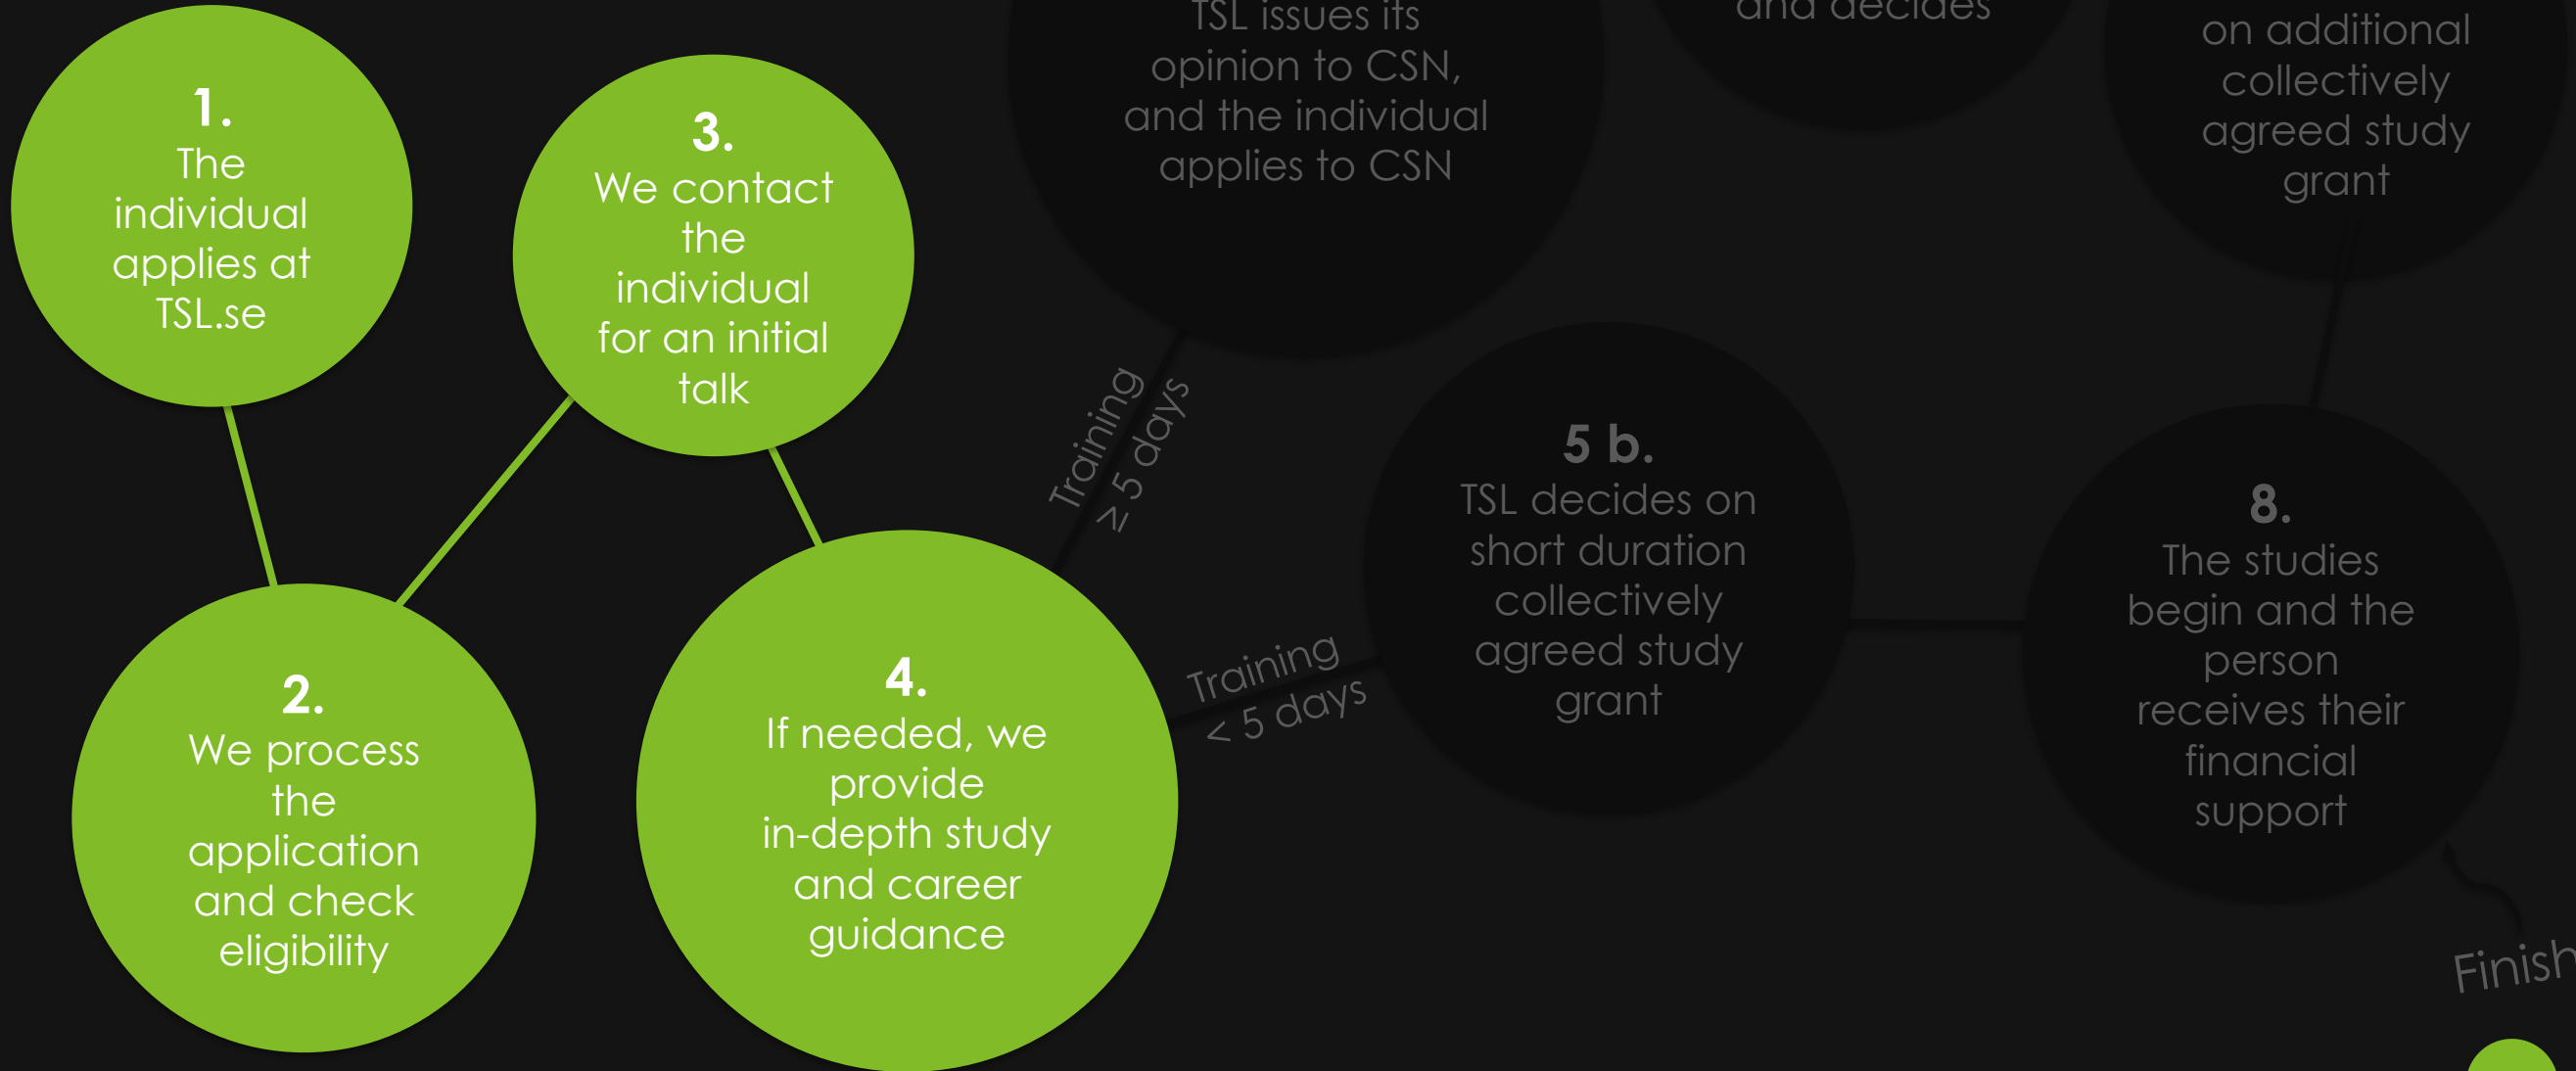 1.
The
individual
applies at
TSL.se
2.
We process
the
application
and check
eligibility
3.
We contact
the
individual
for an initial
talk
4.
If needed, we
provide
in-depth study
and career
guidance
Training
≥ 5 days
TSL issues its
opinion to CSN,
and the individual
applies to CSN
and decides
on additional
collectively
agreed study
grant
Training
< 5 days
5 b.
TSL decides on
short duration
collectively
agreed study
grant
8.
The studies
begin and the
person
receives their
financial
support
Finish